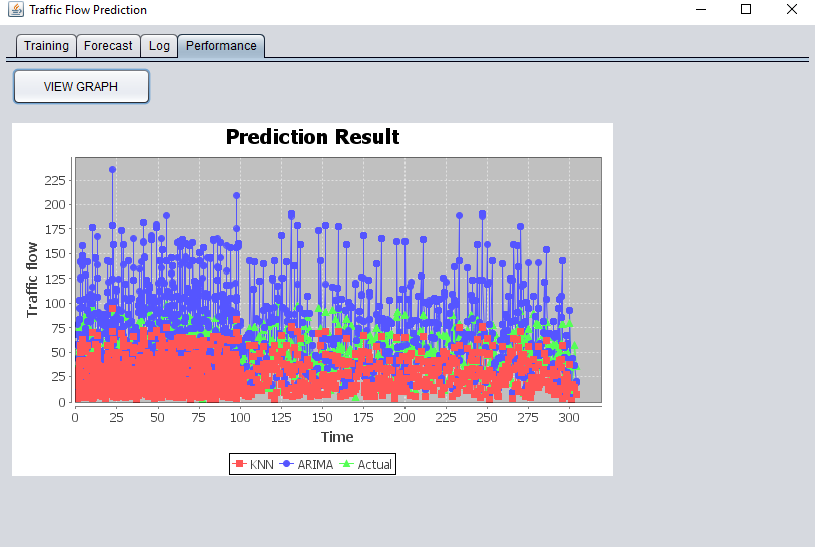 Traffic Flow Prediction
Training Forecast Log Performance
VIEW GRAPH
Prediction Result
Traffic flow
225
200
175
150
125
100
75
50
25
0
0 25 50 75 100 125 150 175 200 225 250 275 300
Time
KNN ARIMA Actual